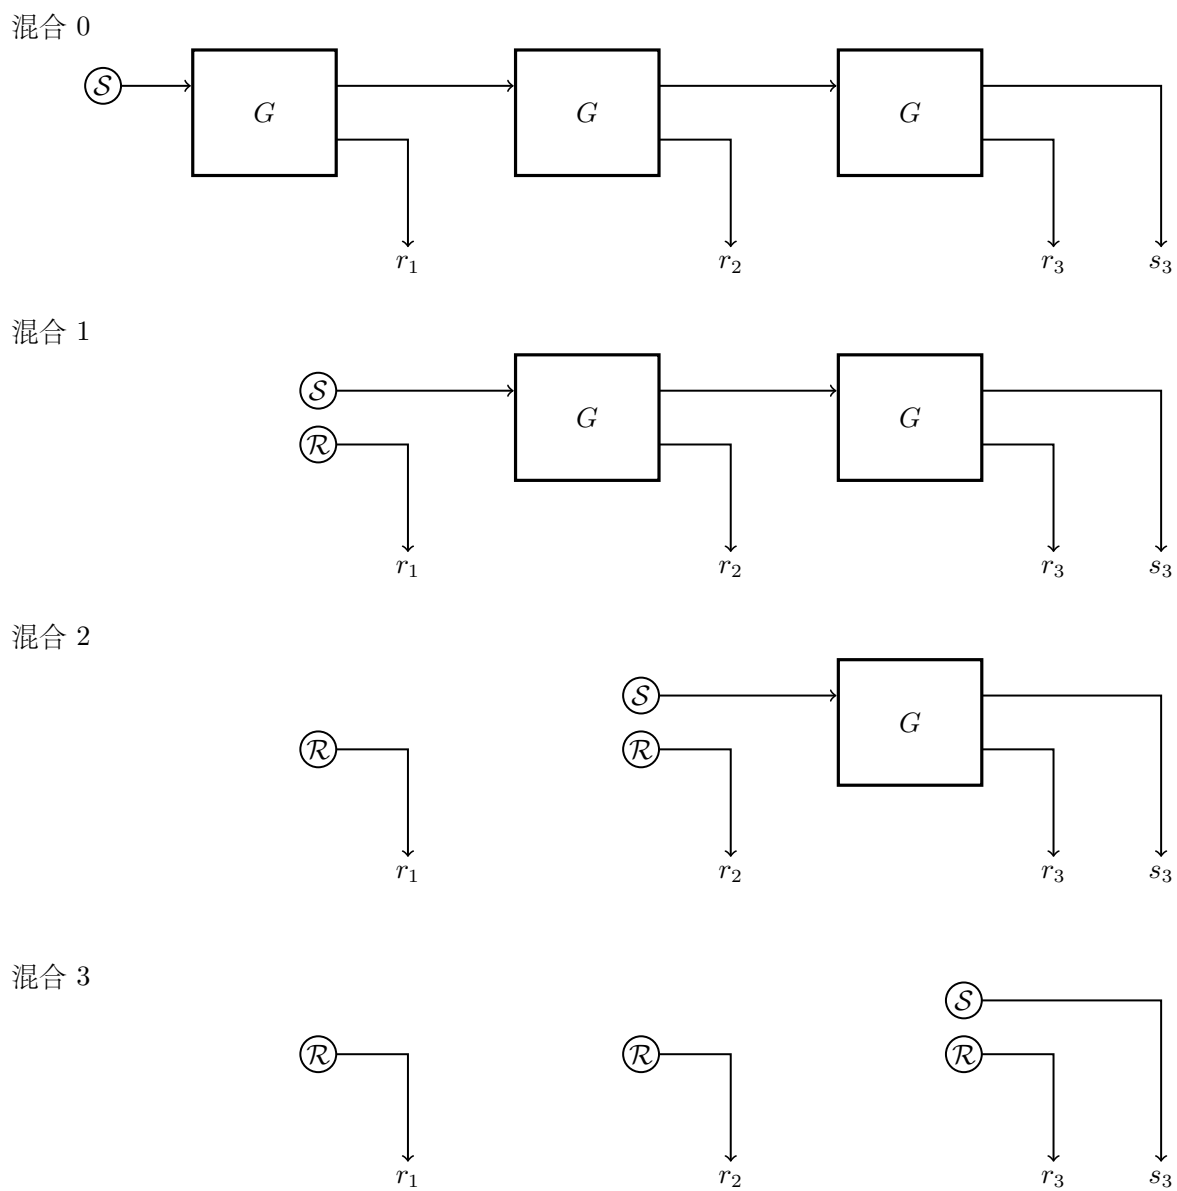 混合 0
𝒮 G G G
r₁ r₂ r₃ s₃
混合 1
𝒮 G G
ℛ
r₁ r₂ r₃ s₃
混合 2
𝒮 G
ℛ ℛ
r₁ r₂ r₃ s₃
混合 3
𝒮
ℛ ℛ ℛ
r₁ r₂ r₃ s₃